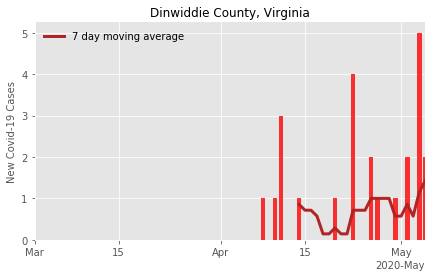 Dinwiddie County, Virginia
7 day moving average
New Covid-19 Cases
5
4
3
2
1
0
Mar 15 Apr 15 May
2020-May